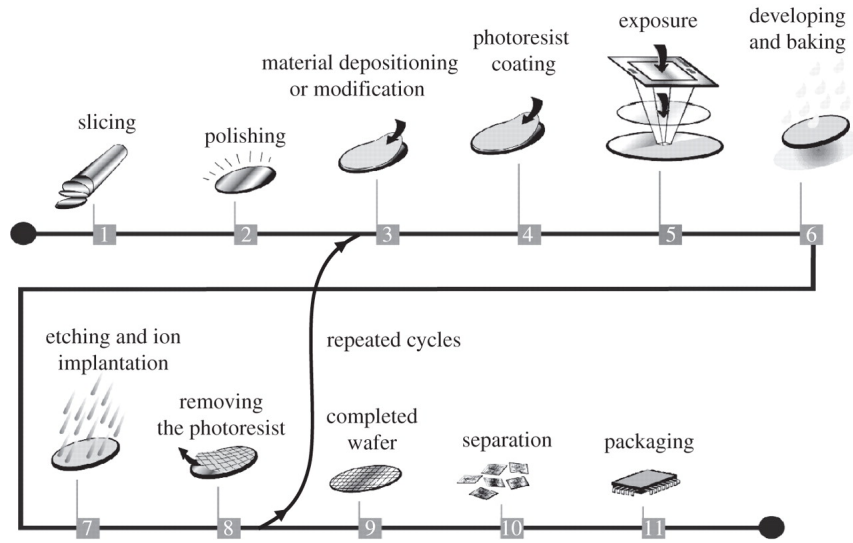 slicing
1
polishing
2
material depositioning
or modification
3
photoresist
coating
4
exposure
5
developing
and baking
6
etching and ion
implantation
7
removing
the photoresist
8
repeated cycles
completed
wafer
9
separation
10
packaging
11